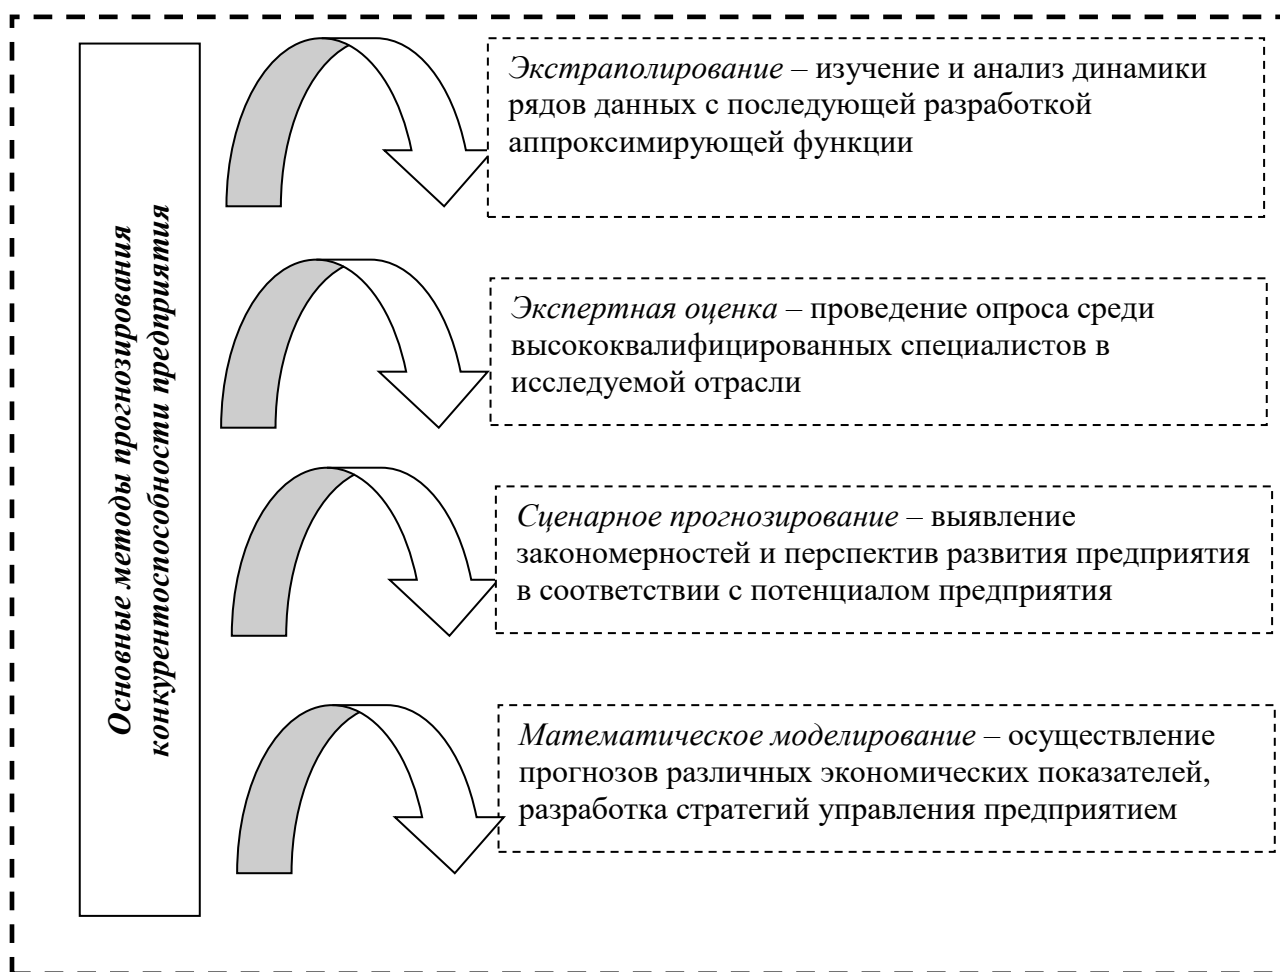 Основные методы прогнозирования
конкурентоспособности предприятия
Экстраполирование – изучение и анализ динамики
рядов данных с последующей разработкой
аппроксимирующей функции
Экспертная оценка – проведение опроса среди
высококвалифицированных специалистов в
исследуемой отрасли
Сценарное прогнозирование – выявление
закономерностей и перспектив развития предприятия
в соответствии с потенциалом предприятия
Математическое моделирование – осуществление
прогнозов различных экономических показателей,
разработка стратегий управления предприятием